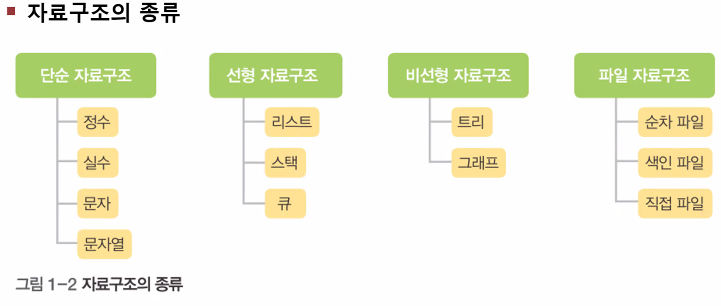 자료구조의 종류
단순 자료구조
정수
실수
문자
문자열
선형 자료구조
리스트
스택
큐
비선형 자료구조
트리
그래프
파일 자료구조
순차 파일
색인 파일
직접 파일
그림 1-2 자료구조의 종류